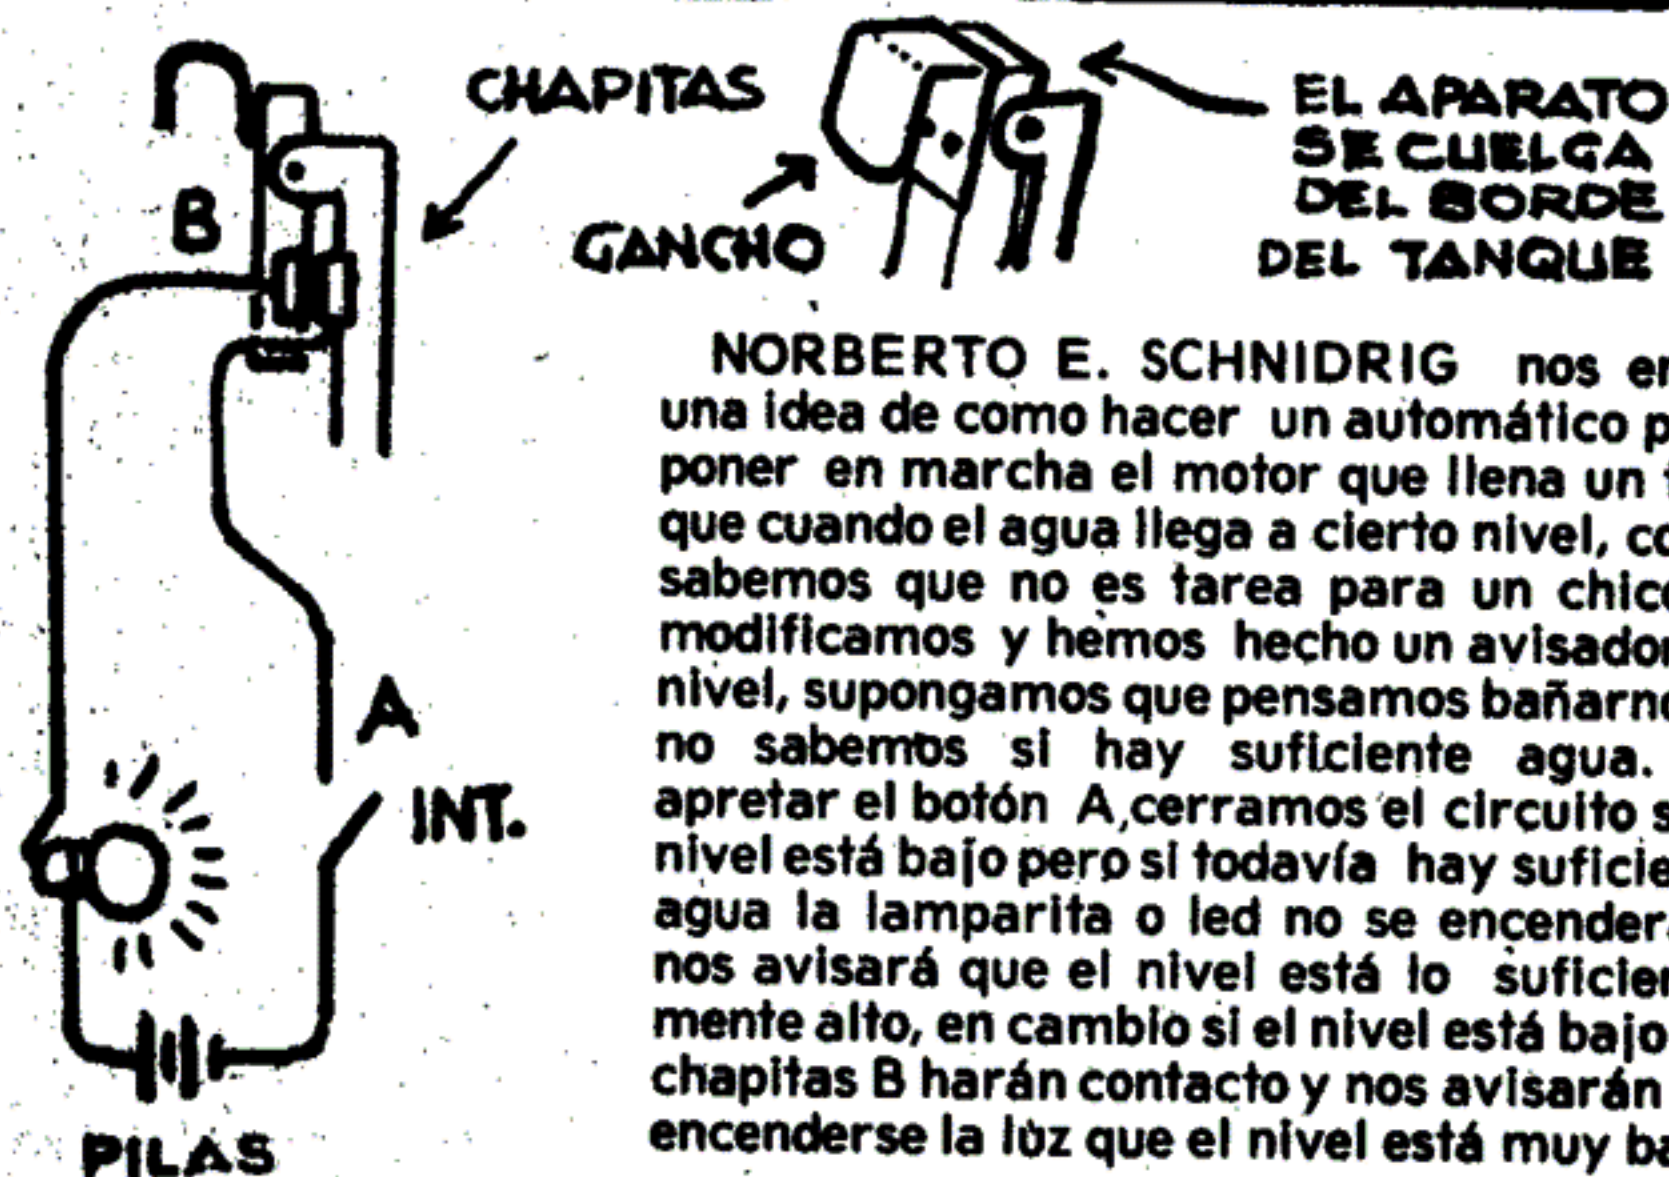 CHAPITAS
B
GANCHO
EL APARATO
SE CUELGA
DEL BORDE
DEL TANQUE
A
INT.
PILAS
NORBERTO E. SCHNIDRIG nos
una idea de como hacer un automático
poner en marcha el motor que llena un
que cuando el agua llega a cierto nivel,
sabemos que no es tarea para un
modificamos y hemos hecho un
nivel, supongamos que pensamos
no sabemos si hay suficiente agua.
apretar el botón A,cerramos el circuito
nivel está bajo pero si todavía hay
agua la lamparita o led no se
nos avisará que el nivel está lo
mente alto, en cambio si el nivel está bajo
chapitas B harán contacto y nos avisarán
encenderse la luz que el nivel está muy